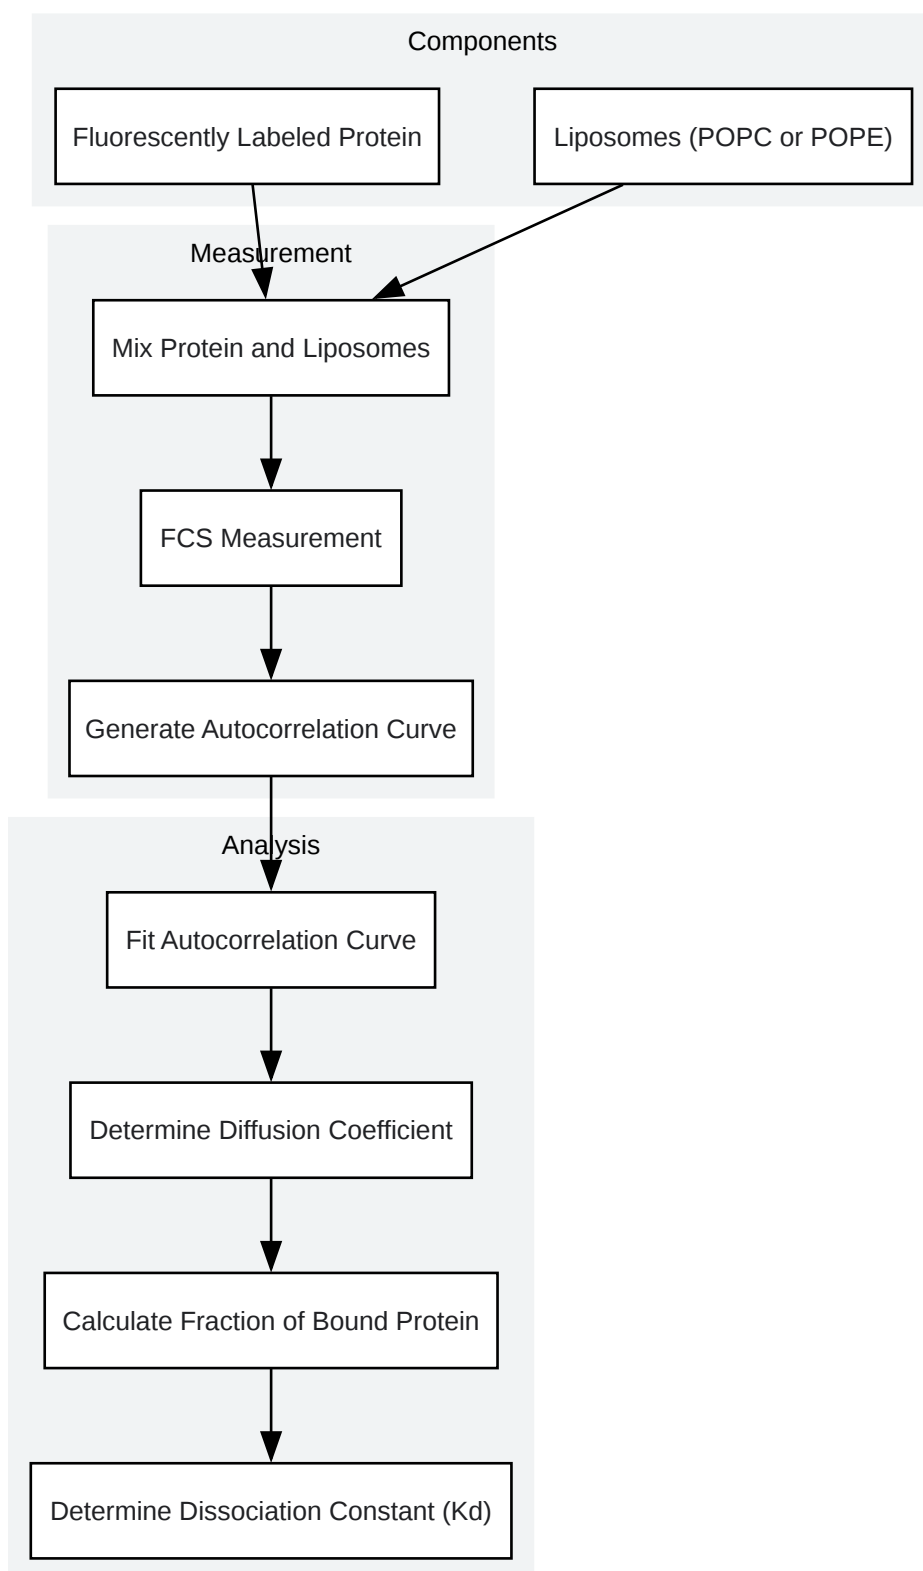 Components
Fluorescently Labeled Protein
Liposomes (POPC or POPE)
Measurement
Mix Protein and Liposomes
FCS Measurement
Generate Autocorrelation Curve
Analysis
Fit Autocorrelation Curve
Determine Diffusion Coefficient
Calculate Fraction of Bound Protein
Determine Dissociation Constant (Kd)